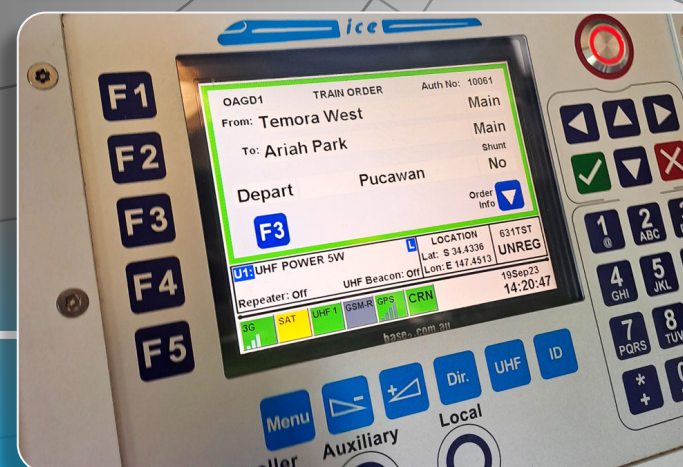 ice
F1
F2
F3
F4
F5
OAGD1 TRAIN ORDER Auth No: 10061
From: Temora West Main
To: Ariah Park Main
Shunt
Depart Pucawan No
F3 Order Info
U1: UHF POWER 5W L
Repeater: Off UHF Beacon: Off
LOCATION
Lat: S 34.4336
Lon: E 147.4513
631TST
UNREG
19Sep23
14:20:47
3G SAT UHF 1 GSM-R GPS CRN
.com.au
Menu Dir. UHF ID
Auxiliary Local
1 @
2 ABC
4 GHI
5 JKL
7 PQRS
8 TUV
* +